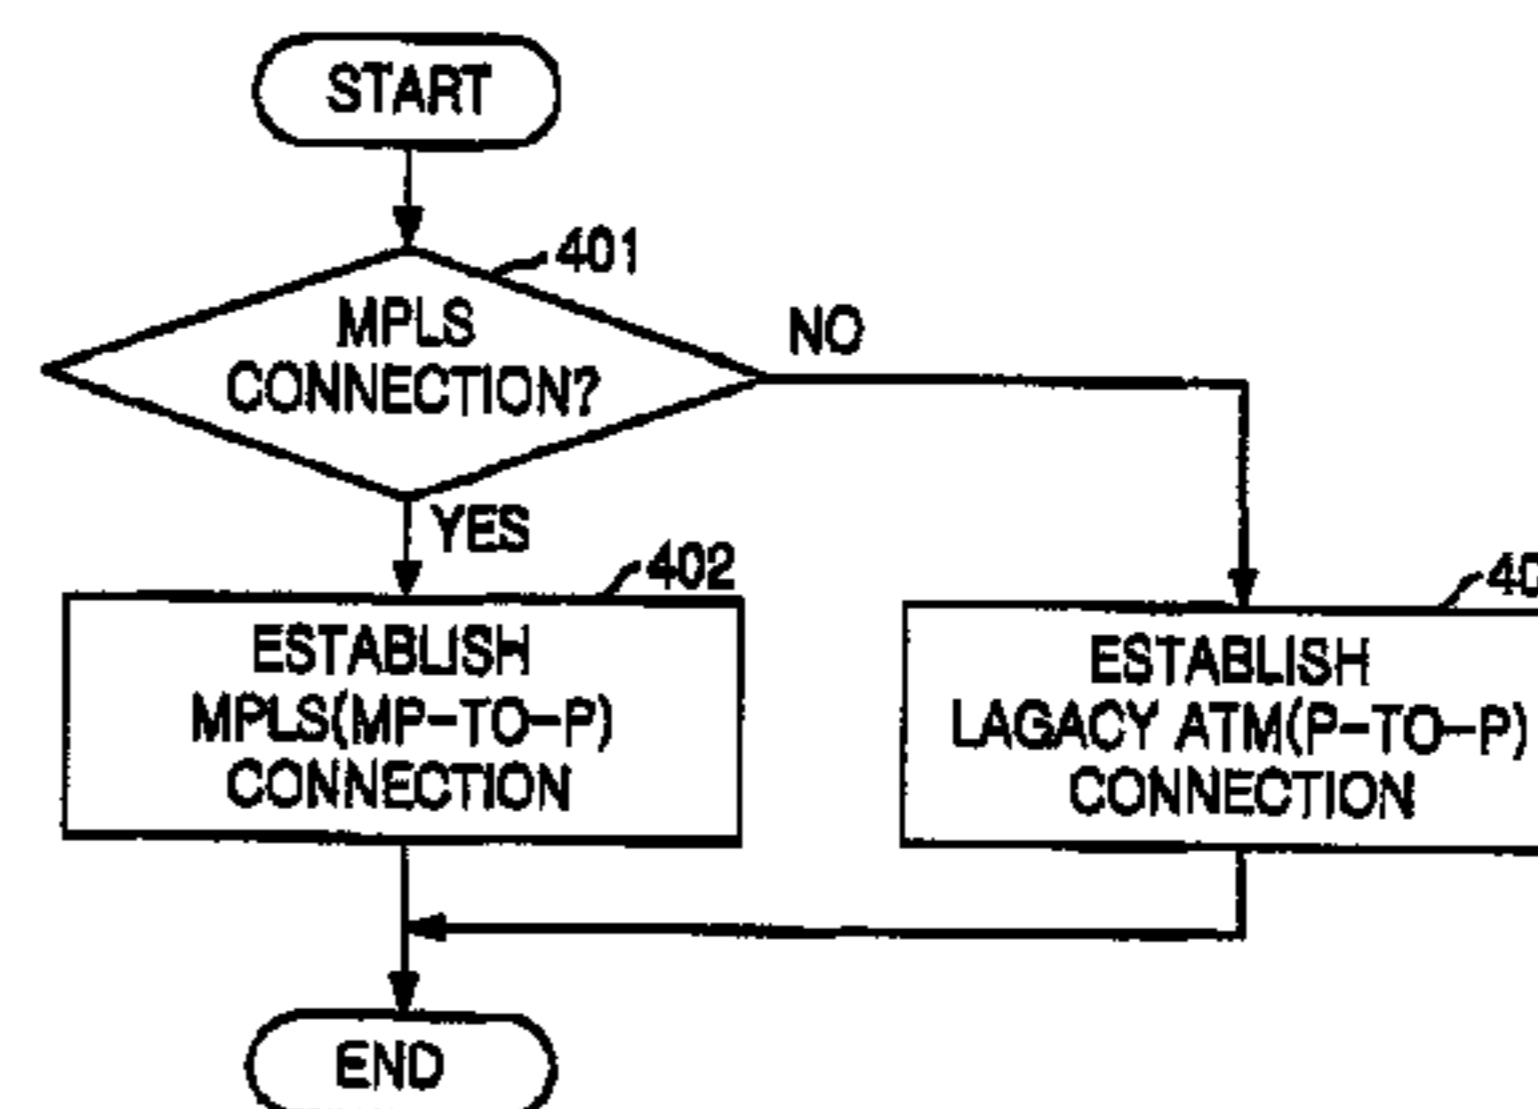 START
401
MPLS
CONNECTION?
NO
YES
402
ESTABLISH
MPLS(MP-TO-P)
CONNECTION
ESTABLISH
LAGACY ATM(P-TO-P)
CONNECTION
END